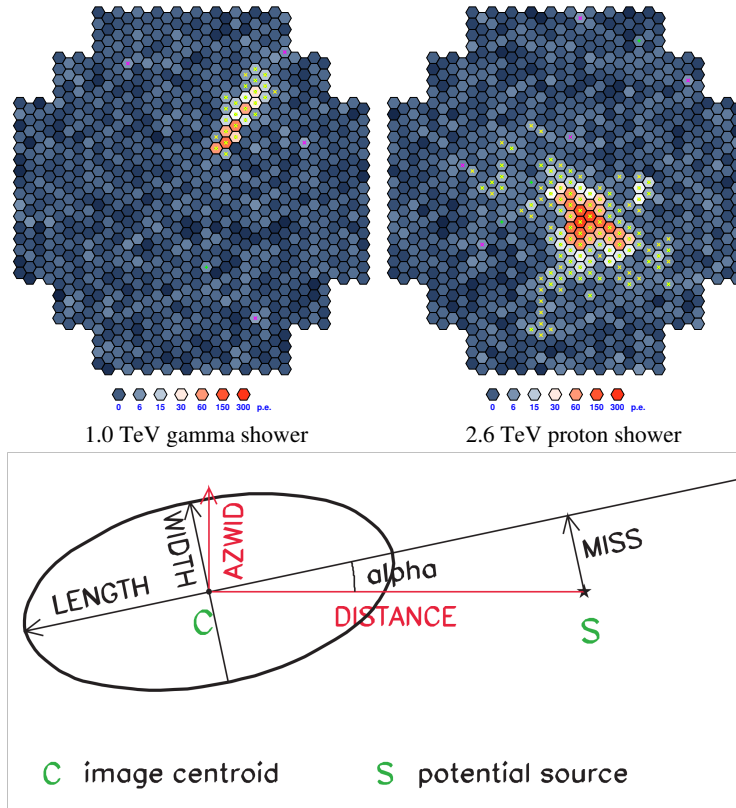 0 6 15 30 60 150 300 p.e.
0 6 15 30 60 150 300 p.e.
1.0 TeV gamma shower
2.6 TeV proton shower
WIDTH
AZWID
LENGTH
alpha
MISS
DISTANCE
C
S
C image centroid
S potential source